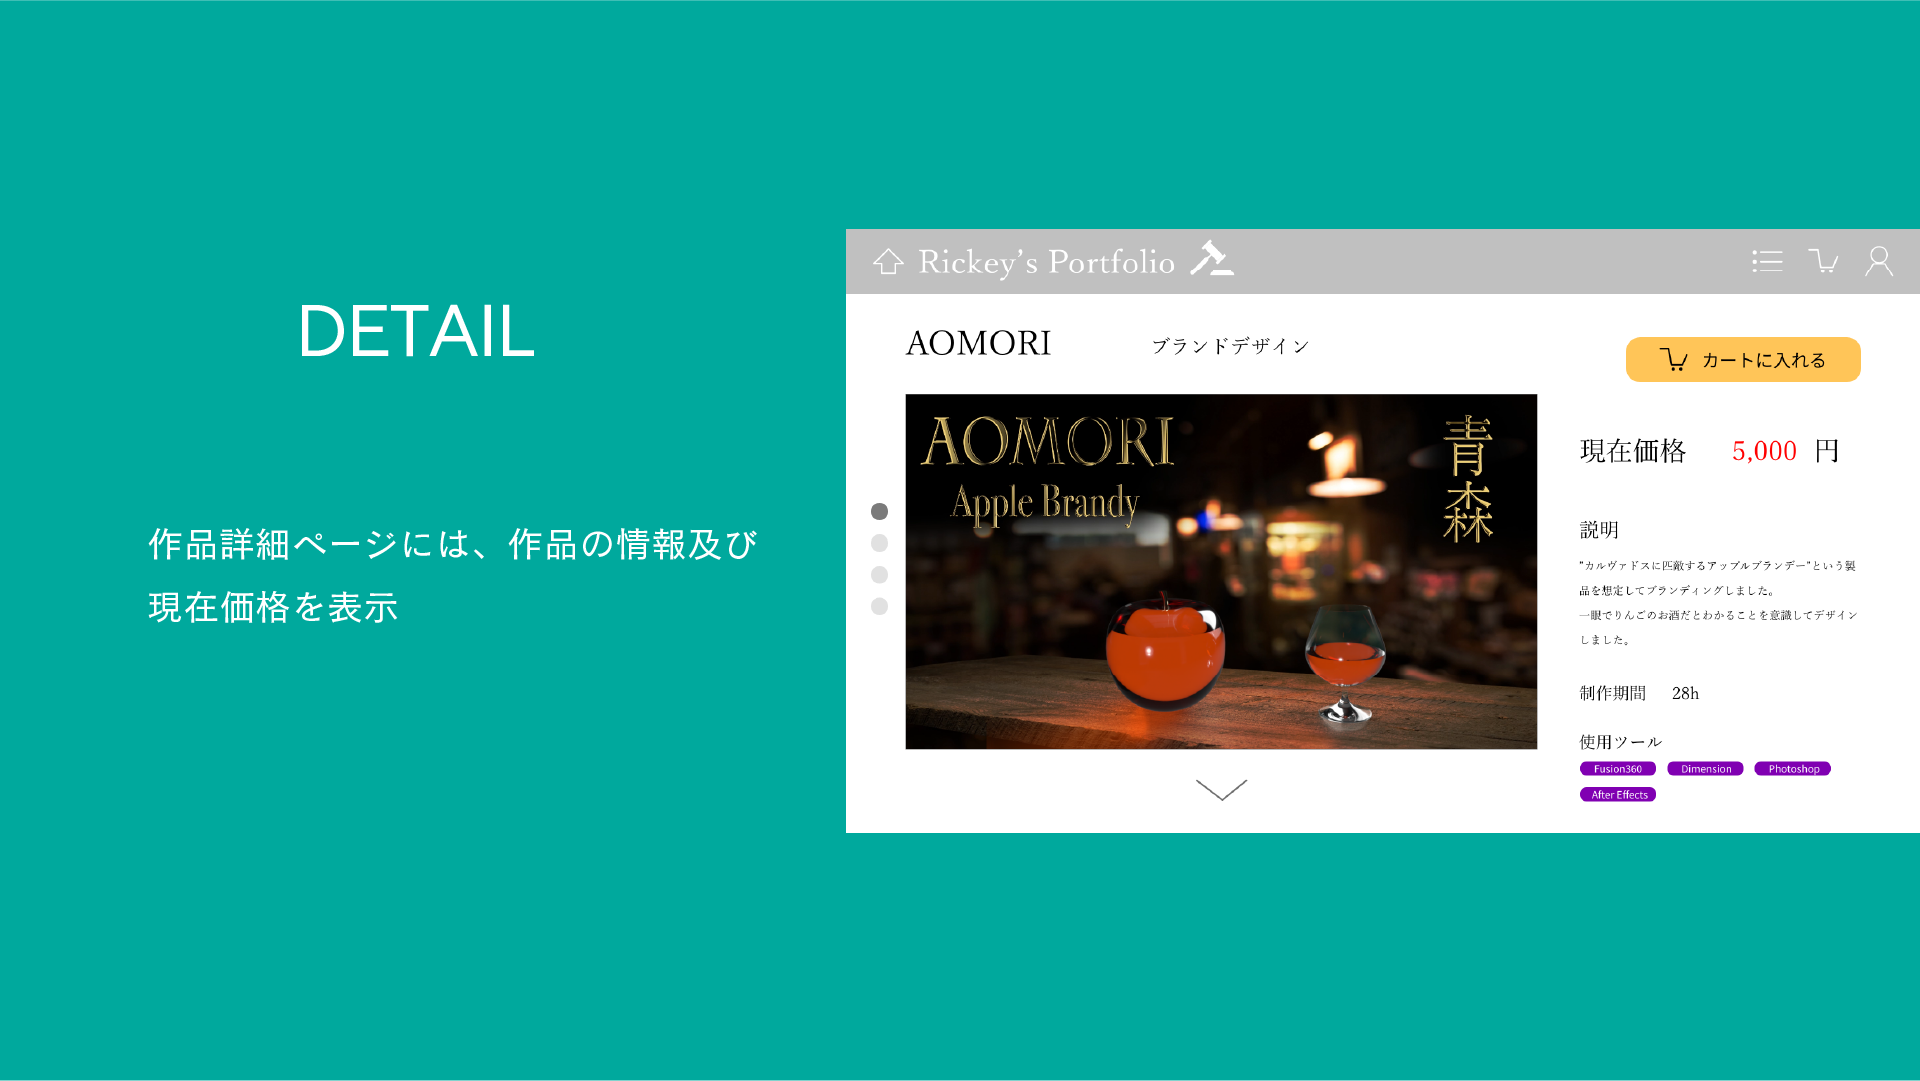 DETAIL
作品詳細ページには、作品の情報及び
現在価格を表示
Rickey’s Portfolio
AOMORI
ブランドデザイン
カートに入れる
AOMORI
Apple Brandy
青森
現在価格 5,000 円
説明
"カルヴァドスに匹敵するアップルブランデー"という製
品を想定してブランディングしました。
一眼でりんごのお酒だとわかることを意識してデザイン
しました。
制作期間 28h
使用ツール
Fusion360 Dimension Photoshop
After Effects